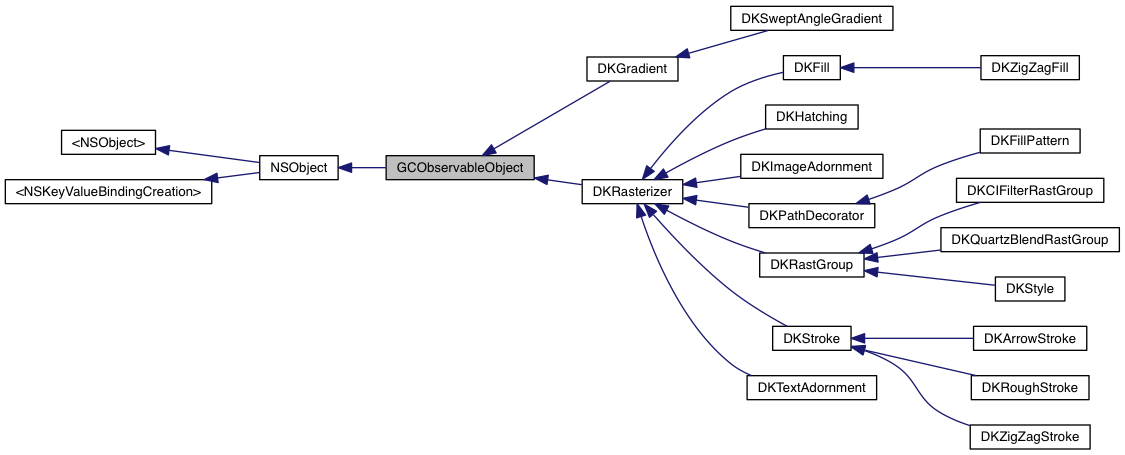 DKSweptAngleGradient
DKGradient
DKFill
DKZigZagFill
DKHatching
<NSObject>
DKFillPattern
NSObject
GCObservableObject
DKImageAdornment
<NSKeyValueBindingCreation>
DKRasterizer
DKCIFilterRastGroup
DKPathDecorator
DKQuartzBlendRastGroup
DKRastGroup
DKStyle
DKStroke
DKArrowStroke
DKTextAdornment
DKRoughStroke
DKZigZagStroke